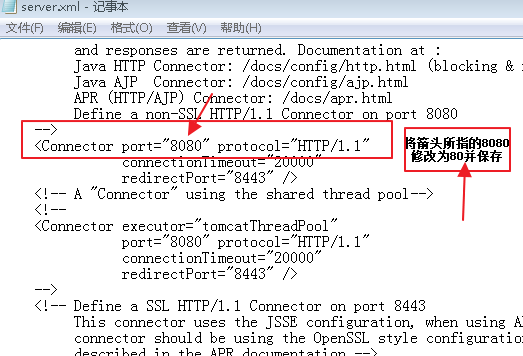 server.xml - 记事本
文件(F) 编辑(E) 格式(O) 查看(V) 帮助(H)
and responses are returned. Documentation at :
Java HTTP Connector: /docs/config/http.html (blocking &
Java AJP  Connector: /docs/config/ajp.html
APR (HTTP/AJP) Connector: /docs/apr.html
Define a non-SSL HTTP/1.1 Connector on port 8080
-->
<Connector port="8080" protocol="HTTP/1.1"
connectionTimeout="20000"
redirectPort="8443" />
将箭头所指的8080
修改为80并保存
<!-- A "Connector" using the shared thread pool-->
<!--
<Connector executor="tomcatThreadPool"
port="8080" protocol="HTTP/1.1"
connectionTimeout="20000"
redirectPort="8443" />
-->
<!-- Define a SSL HTTP/1.1 Connector on port 8443
This connector uses the JSSE configuration, when using
connector should be using the OpenSSL style configuration
described in the APR documentation -->